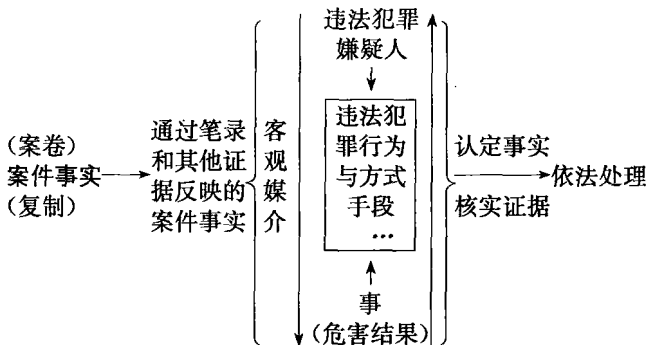 (案卷)
案件事实
(复制)
通过笔录
和其他证
据反映的
案件事实
客
观
媒
介
违法犯罪
嫌疑人
违法犯
罪行为
与方式
手段
…
事
(危害结果)
认定事实
核实证据
依法处理